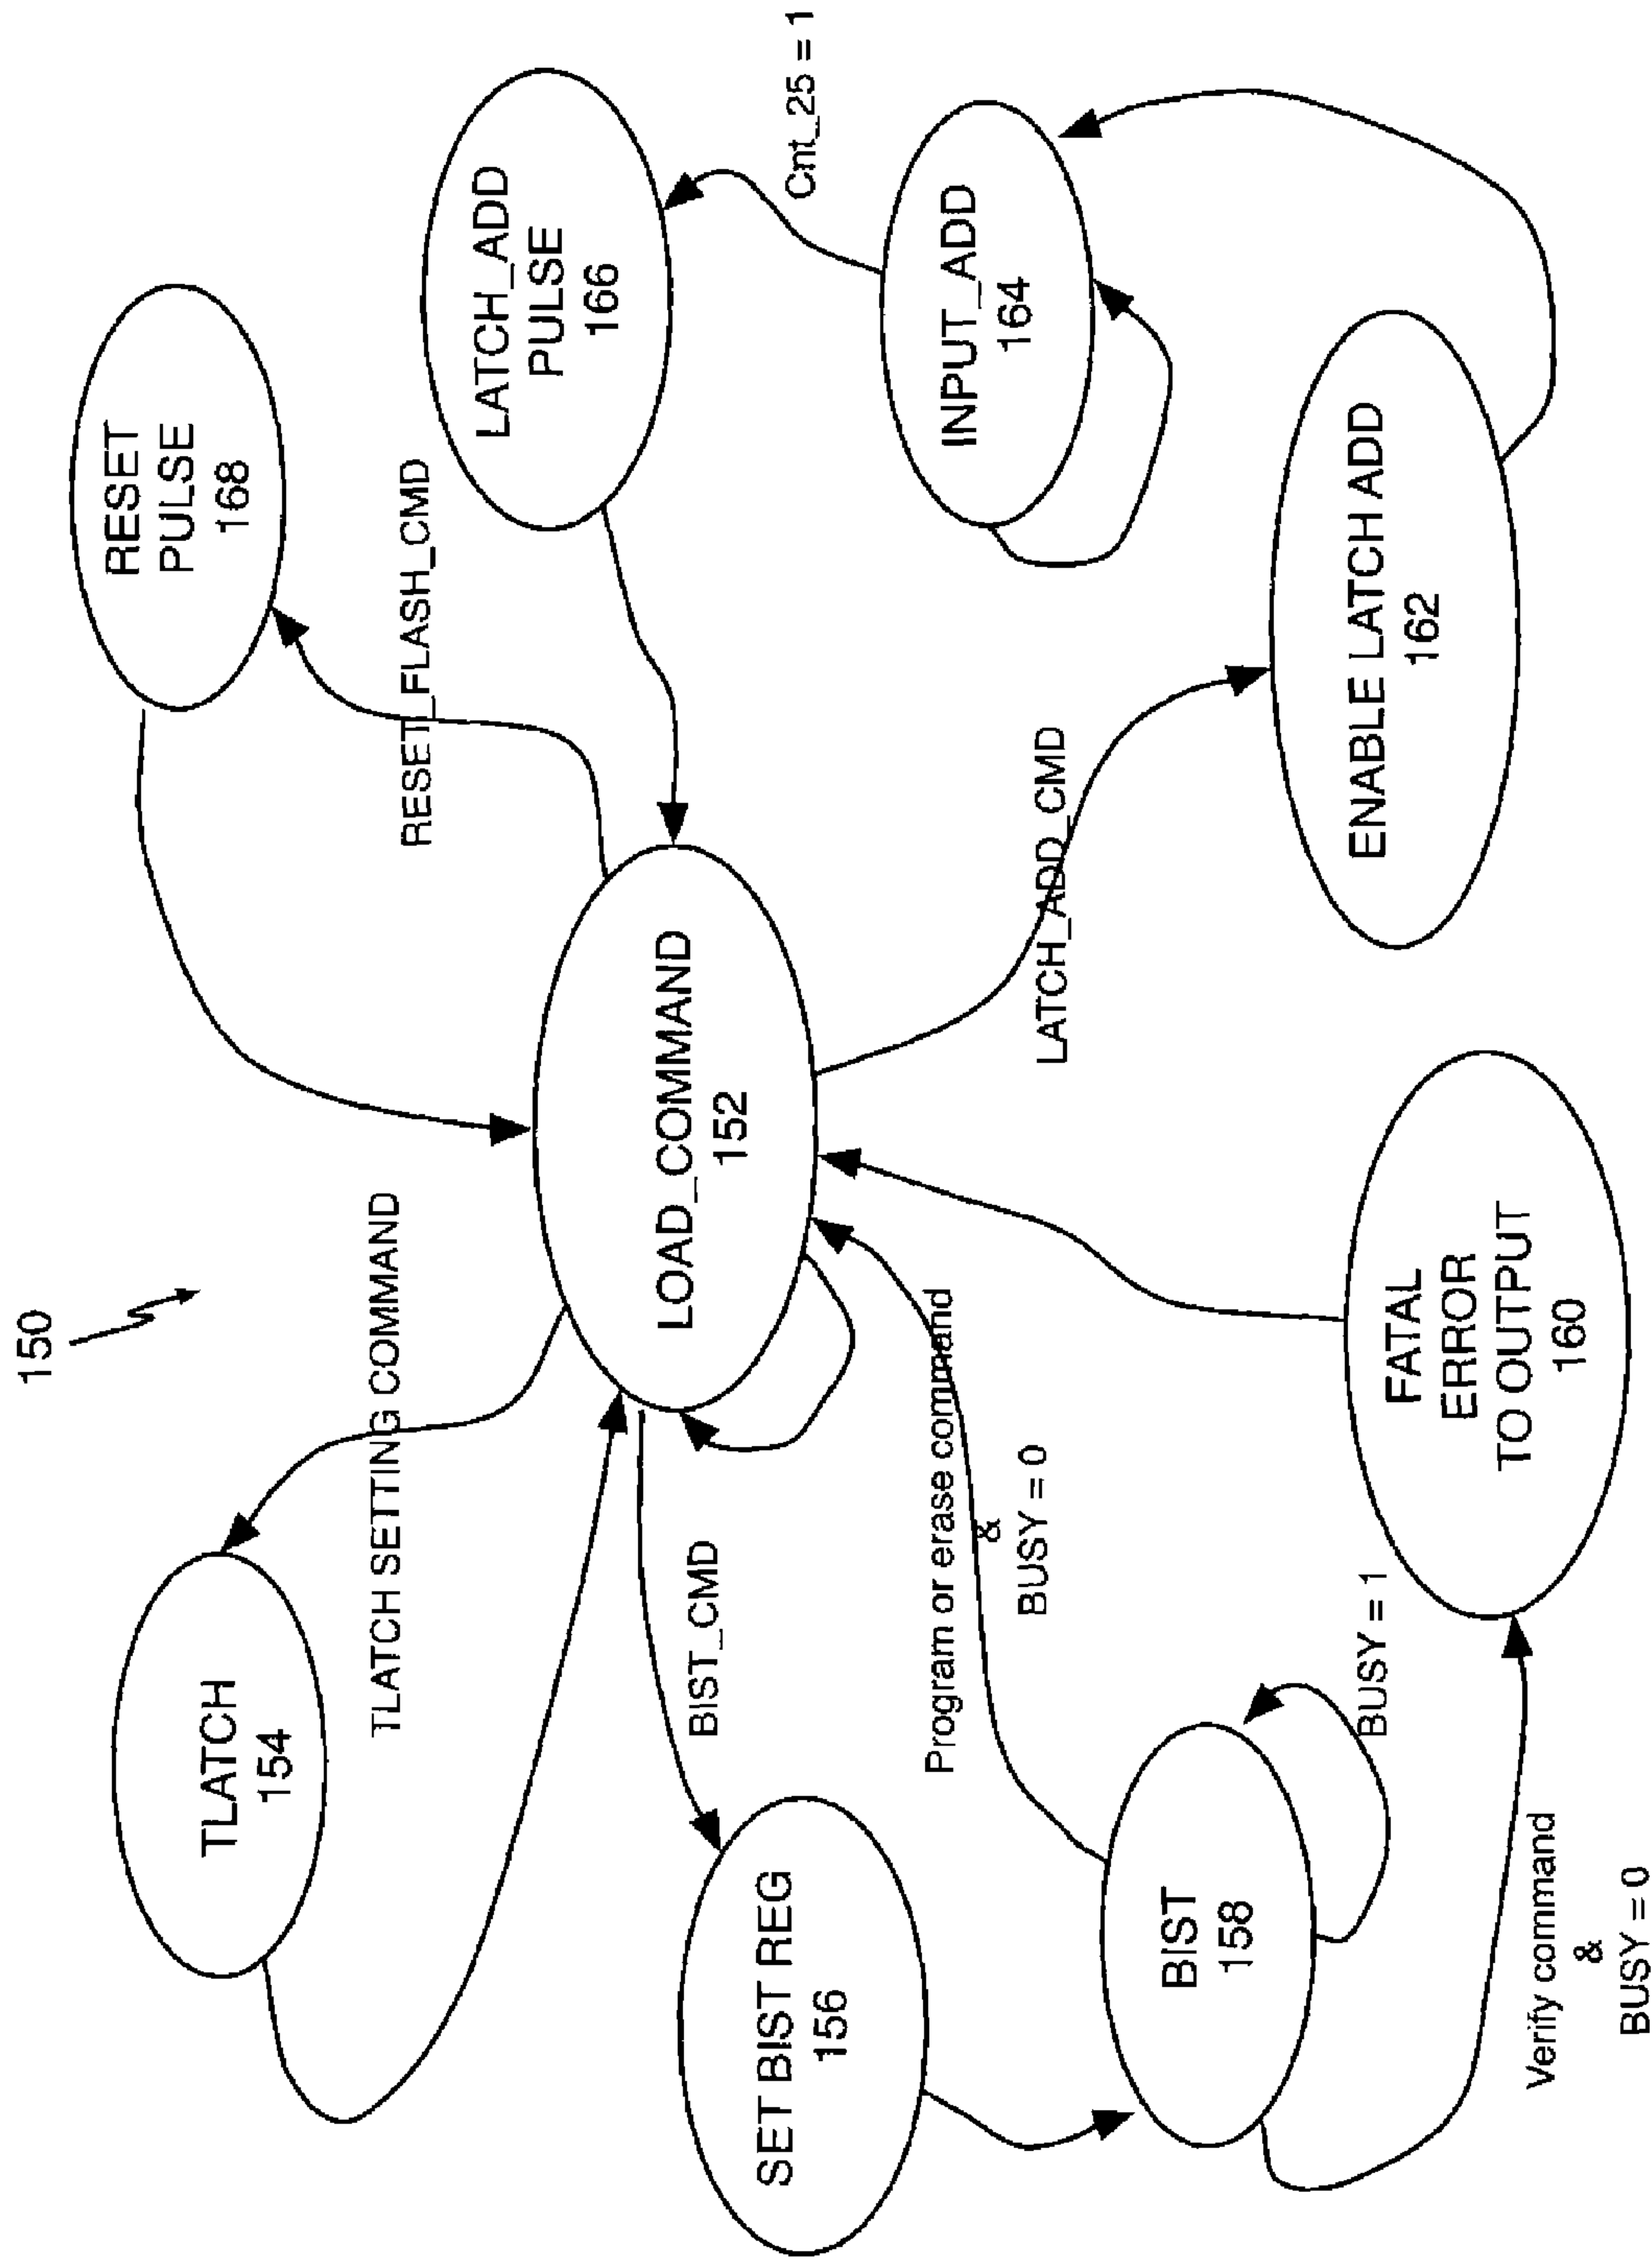 150
TLATCH
154
TLATCH SETTING COMMAND
RESET
PULSE
168
RESET_FLASH_CMD
LATCH_ADD
PULSE
166
LOAD_COMMAND
152
SET BIST REG
156
BIST_CMD
Cnt_25 = 1
INPUT_ADD
164
Program or erase command
&
BUSY = 0
LATCH_ADD_CMD
BIST
158
BUSY = 1
ENABLE LATCH ADD
162
FATAL
ERROR
TO OUTPUT
160
Verify command
&
BUSY = 0